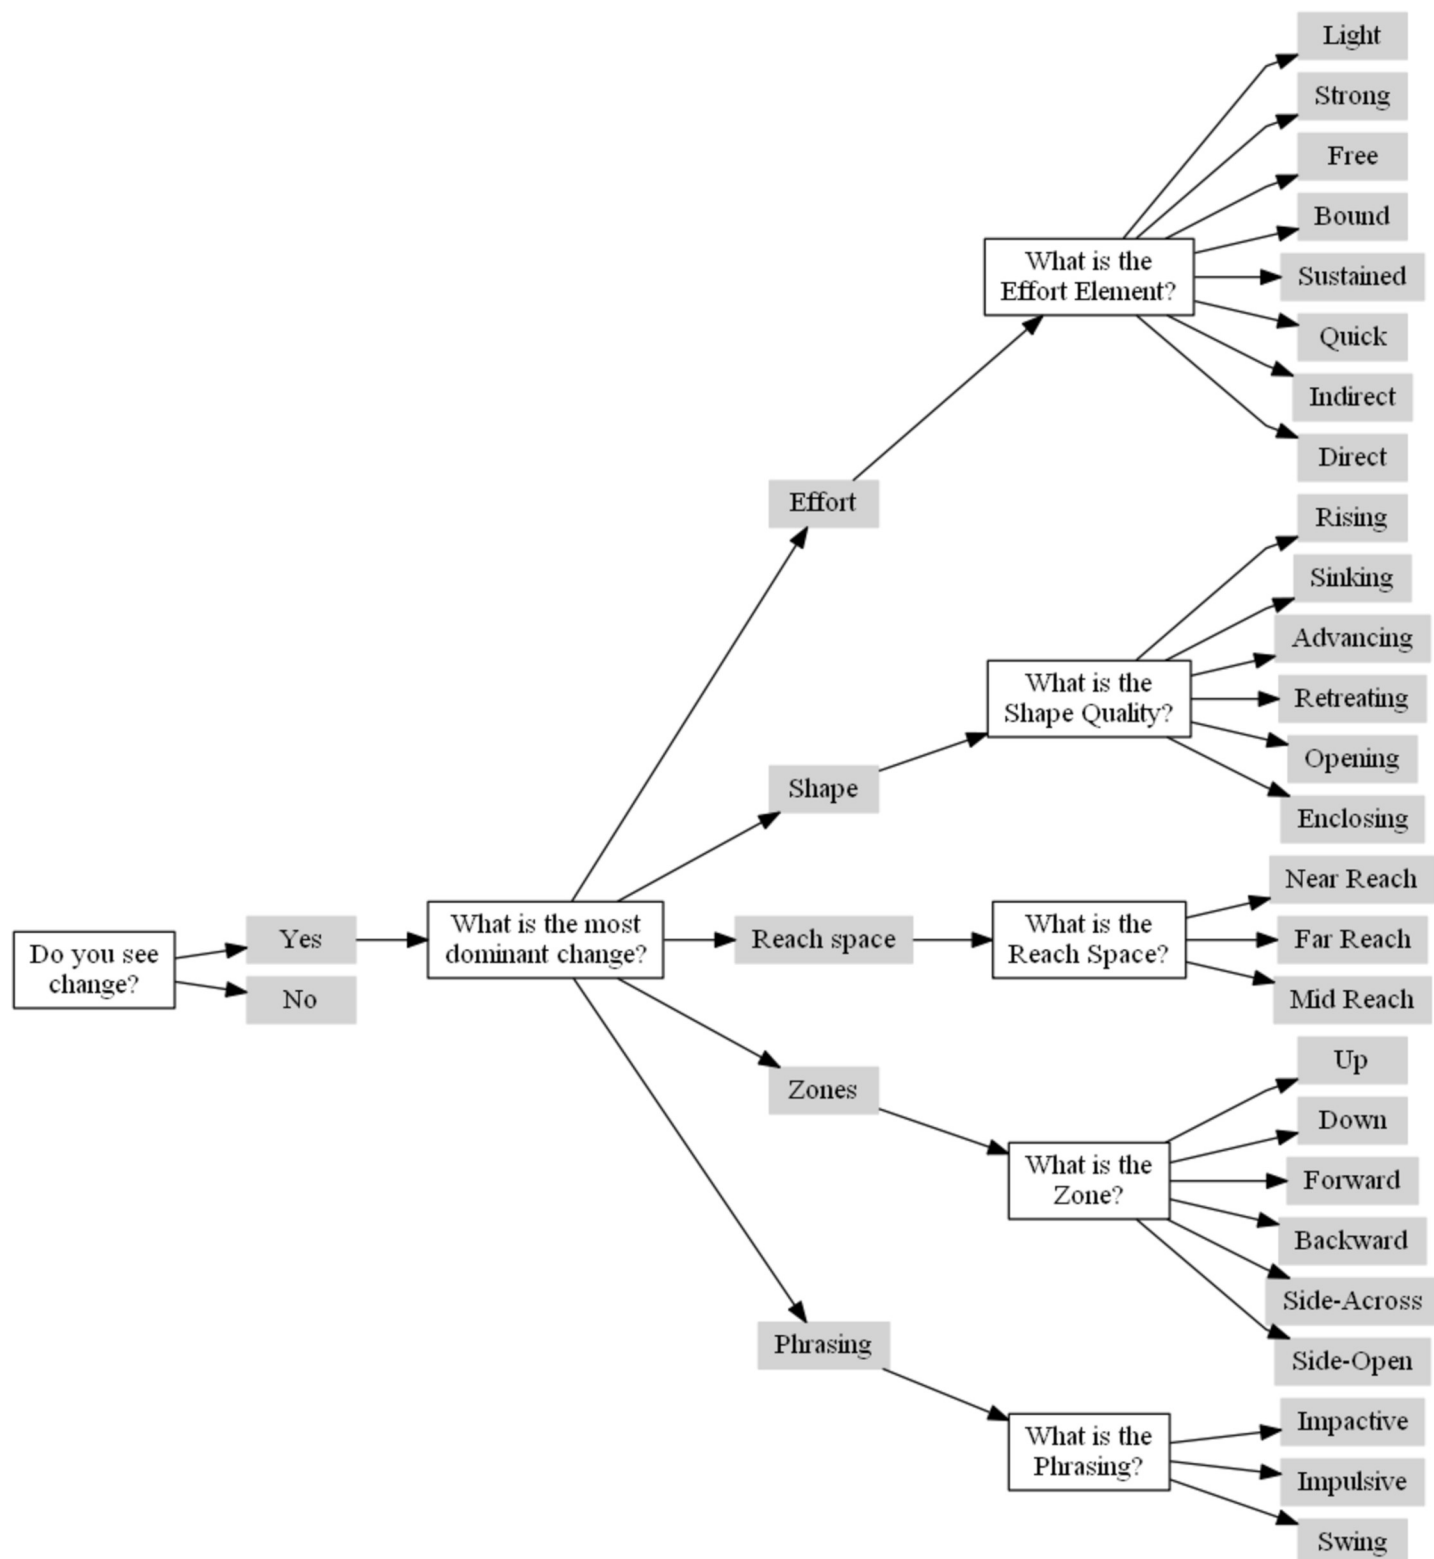 Do you see
change?
Yes
No
What is the most
dominant change?
Effort
Shape
Reach space
Zones
Phrasing
What is the
Effort Element?
What is the
Shape Quality?
What is the
Reach Space?
What is the
Zone?
What is the
Phrasing?
Light
Strong
Free
Bound
Sustained
Quick
Indirect
Direct
Rising
Sinking
Advancing
Retreating
Opening
Enclosing
Near Reach
Far Reach
Mid Reach
Up
Down
Forward
Backward
Side-Across
Side-Open
Impactive
Impulsive
Swing